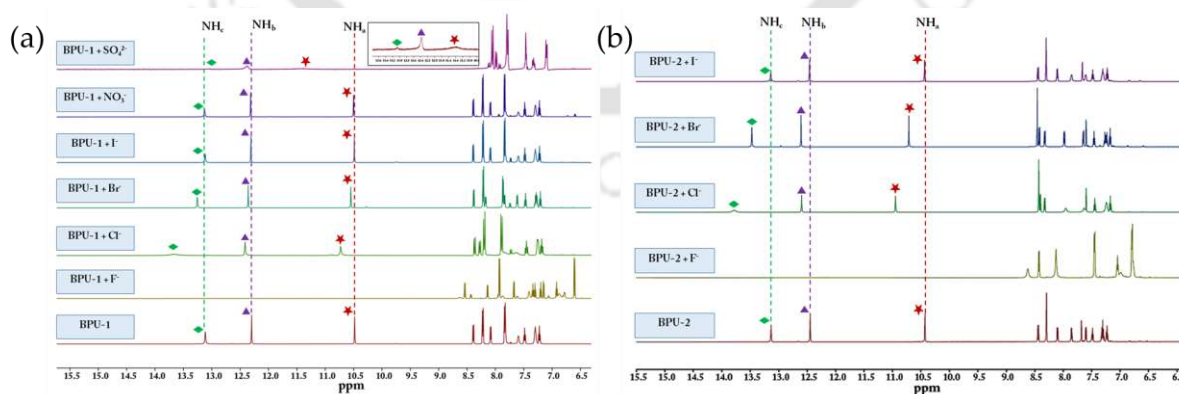 (a)
NHc NHb NHa
BPU-1 + SO₄²⁻
BPU-1 + NO₃⁻
BPU-1 + I⁻
BPU-1 + Br⁻
BPU-1 + Cl⁻
BPU-1 + F⁻
BPU-1
15.5 15.0 14.5 14.0 13.5 13.0 12.5 12.0 11.5 11.0 10.5 10.0 9.5 9.0 8.5 8.0 7.5 7.0 6.5
ppm
(b)
NHc NHb NHa
BPU-2 + I⁻
BPU-2 + Br⁻
BPU-2 + Cl⁻
BPU-2 + F⁻
BPU-2
15.5 15.0 14.5 14.0 13.5 13.0 12.5 12.0 11.5 11.0 10.5 10.0 9.5 9.0 8.5 8.0 7.5 7.0
ppm